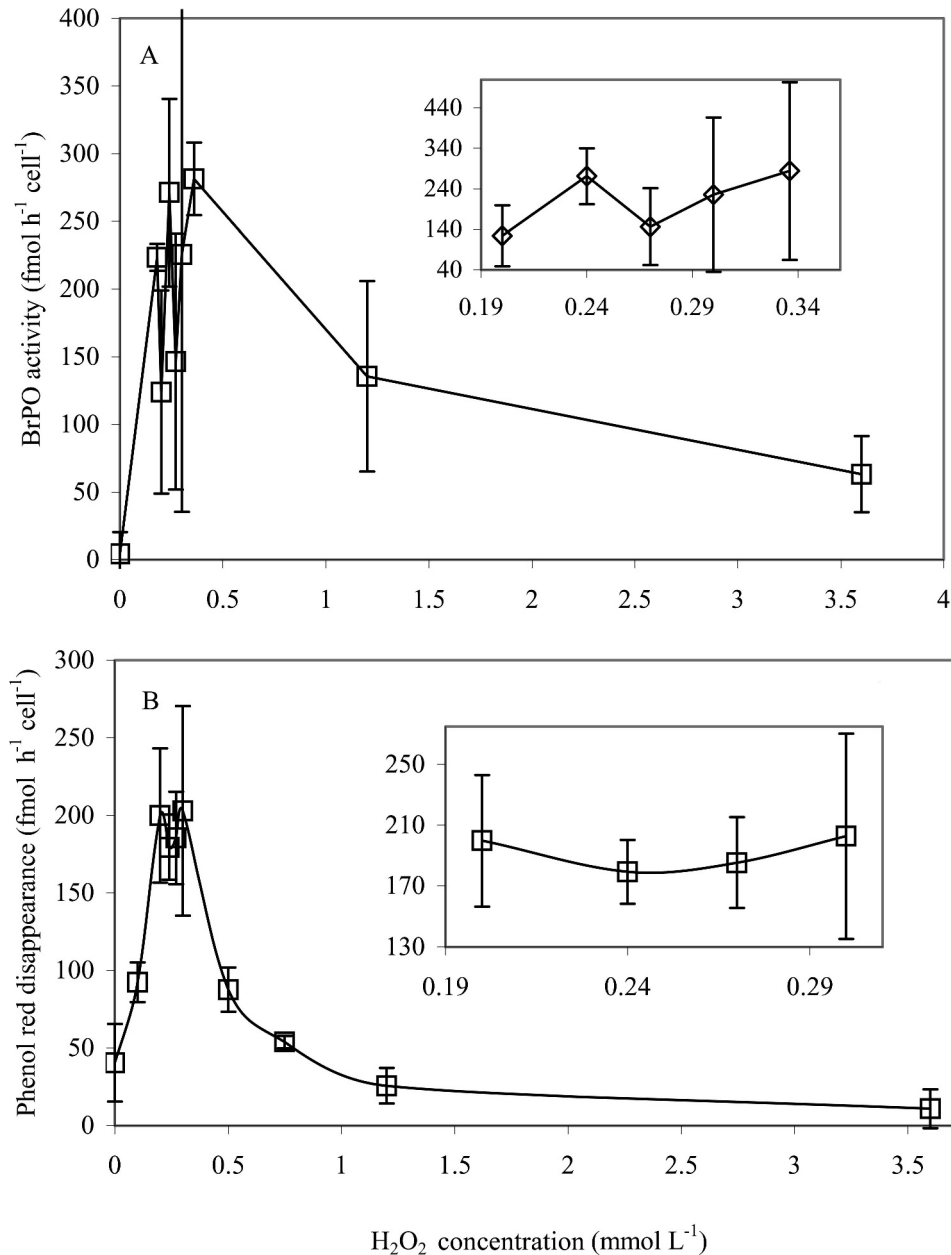 A
BrPO activity (fmol h⁻¹ cell⁻¹)
400
350
300
250
200
150
100
50
0
0 0.5 1 1.5 2 2.5 3 3.5 4
440
340
240
140
40
0.19 0.24 0.29 0.34
B
Phenol red disappearance (fmol h⁻¹ cell⁻¹)
300
250
200
150
100
50
0
0 0.5 1 1.5 2 2.5 3 3.5
250
210
170
130
0.19 0.24 0.29
H₂O₂ concentration (mmol L⁻¹)